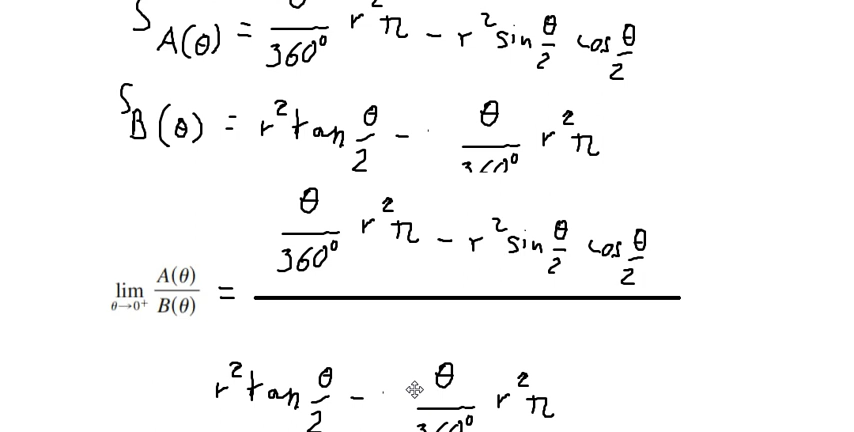 S_A(θ) = θ/360° r²π − r² sin θ/2 cos θ/2
S_B(θ) = r² tan θ/2 − θ/360° r²π
lim_{θ→0⁺} A(θ)/B(θ) = (θ/360° r²π − r² sin θ/2 cos θ/2) / (r² tan θ/2 − θ/360° r²π)